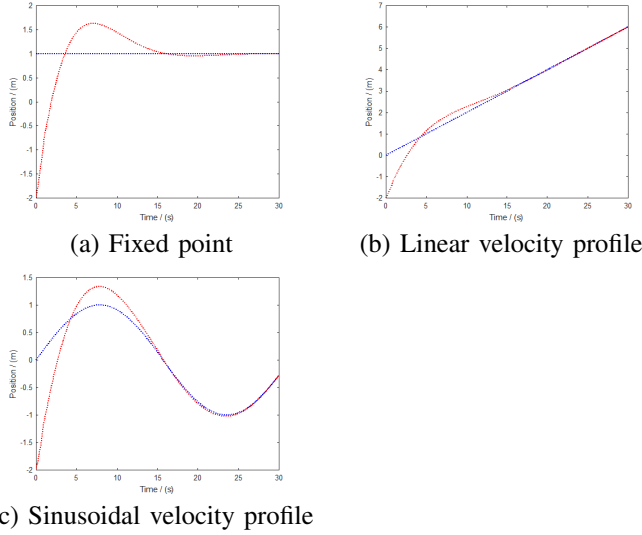 2
1.5
1
0.5
0
-0.5
-1
-1.5
-2
Position / (m)
0 5 10 15 20 25 30
Time / (s)
(a) Fixed point
7
6
5
4
3
2
1
0
-1
-2
Position / (m)
0 5 10 15 20 25 30
Time / (s)
(b) Linear velocity profile
1.5
1
0.5
0
-0.5
-1
-1.5
-2
Position / (m)
0 5 10 15 20 25 30
Time / (s)
c) Sinusoidal velocity profile